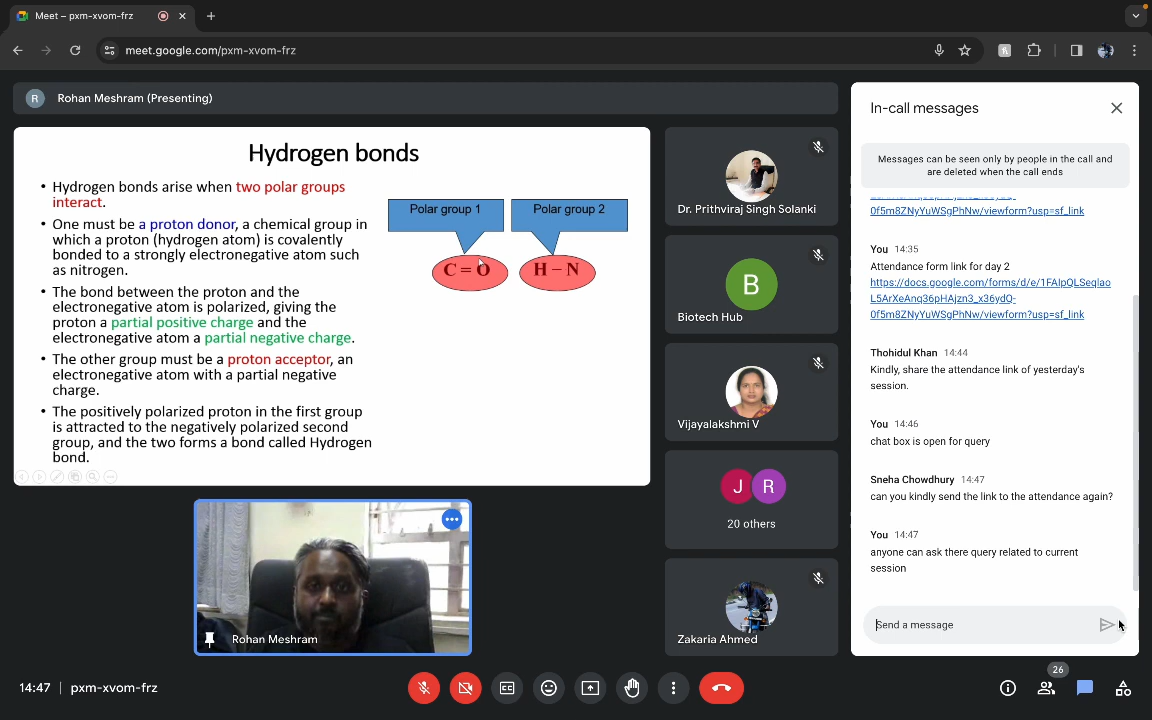 Meet – pxm-xvom-frz
meet.google.com/pxm-xvom-frz
R
Rohan Meshram (Presenting)
Hydrogen bonds
• Hydrogen bonds arise when two polar groups
interact.
• One must be a proton donor, a chemical group in
which a proton (hydrogen atom) is covalently
bonded to a strongly electronegative atom such
as nitrogen.
• The bond between the proton and the
electronegative atom is polarized, giving the
proton a partial positive charge and the
electronegative atom a partial negative charge.
• The other group must be a proton acceptor, an
electronegative atom with a partial negative
charge.
• The positively polarized proton in the first group
is attracted to the negatively polarized second
group, and the two forms a bond called Hydrogen
bond.
Polar group 1
Polar group 2
C = O
H – N
Rohan Meshram
Dr. Prithviraj Singh Solanki
B
Biotech Hub
Vijayalakshmi V
J R
20 others
Zakaria Ahmed
In-call messages
Messages can be seen only by people in the call and
are deleted when the call ends
0f5m8ZNyYuWSgPhNw/viewform?usp=sf_link
You 14:35
Attendance form link for day 2
https://docs.google.com/forms/d/e/1FAIpQLSeqlao
L5ArXeAnq36pHAjzn3_x36ydQ-
0f5m8ZNyYuWSgPhNw/viewform?usp=sf_link
Thohidul Khan 14:44
Kindly, share the attendance link of yesterday's
session.
You 14:46
chat box is open for query
Sneha Chowdhury 14:47
can you kindly send the link to the attendance again?
You 14:47
anyone can ask there query related to current
session
Send a message
14:47 | pxm-xvom-frz
26